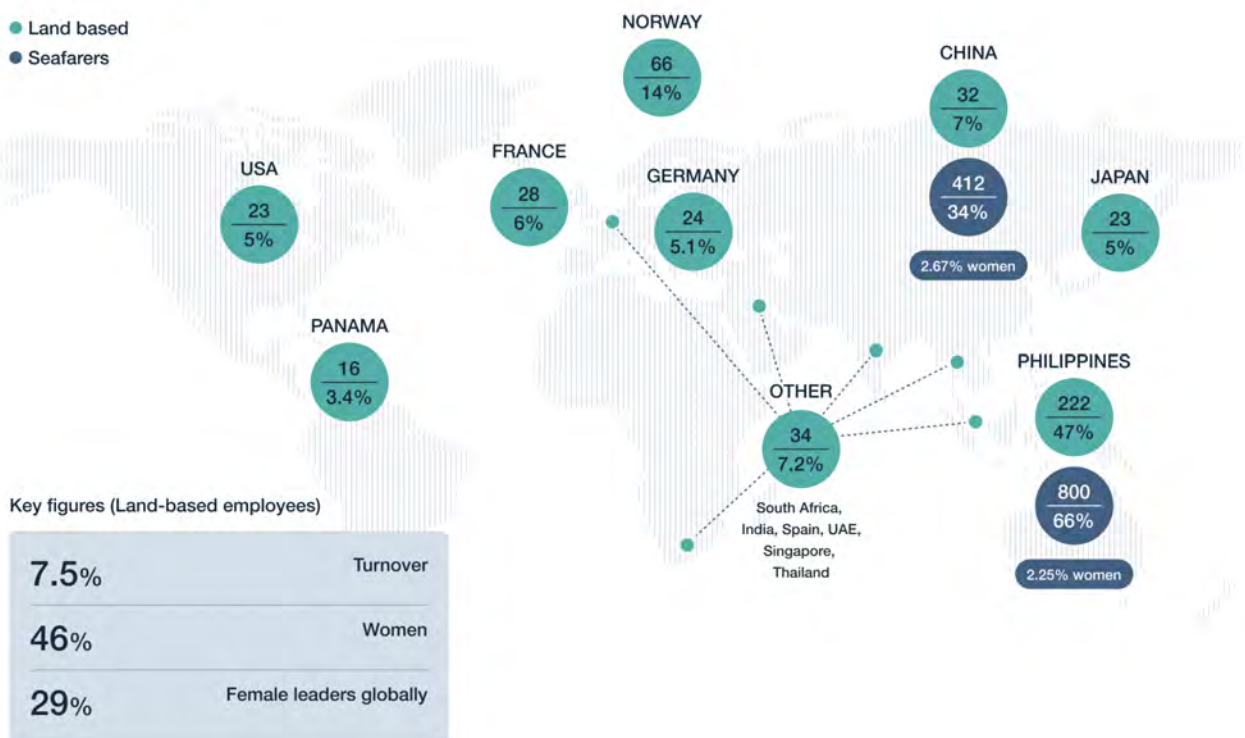 Land based
Seafarers
NORWAY
66
14%
CHINA
32
7%
412
34%
2.67% women
USA
23
5%
FRANCE
28
6%
GERMANY
24
5.1%
JAPAN
23
5%
PANAMA
16
3.4%
OTHER
34
7.2%
South Africa,
India, Spain, UAE,
Singapore,
Thailand
PHILIPPINES
222
47%
800
66%
2.25% women
Key figures (Land-based employees)
7.5% Turnover
46% Women
29% Female leaders globally